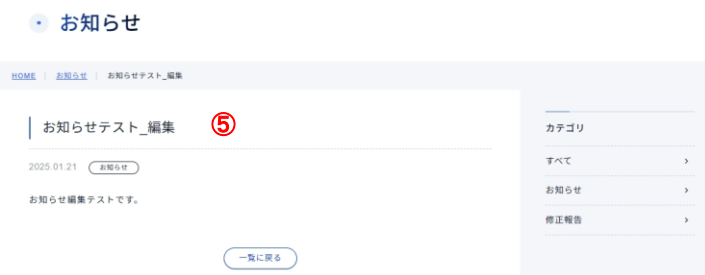 お知らせ
HOME | お知らせ | お知らせテスト_編集
お知らせテスト_編集 ⑤
2025.01.21 お知らせ
お知らせ編集テストです。
一覧に戻る
カテゴリ
すべて
お知らせ
修正報告